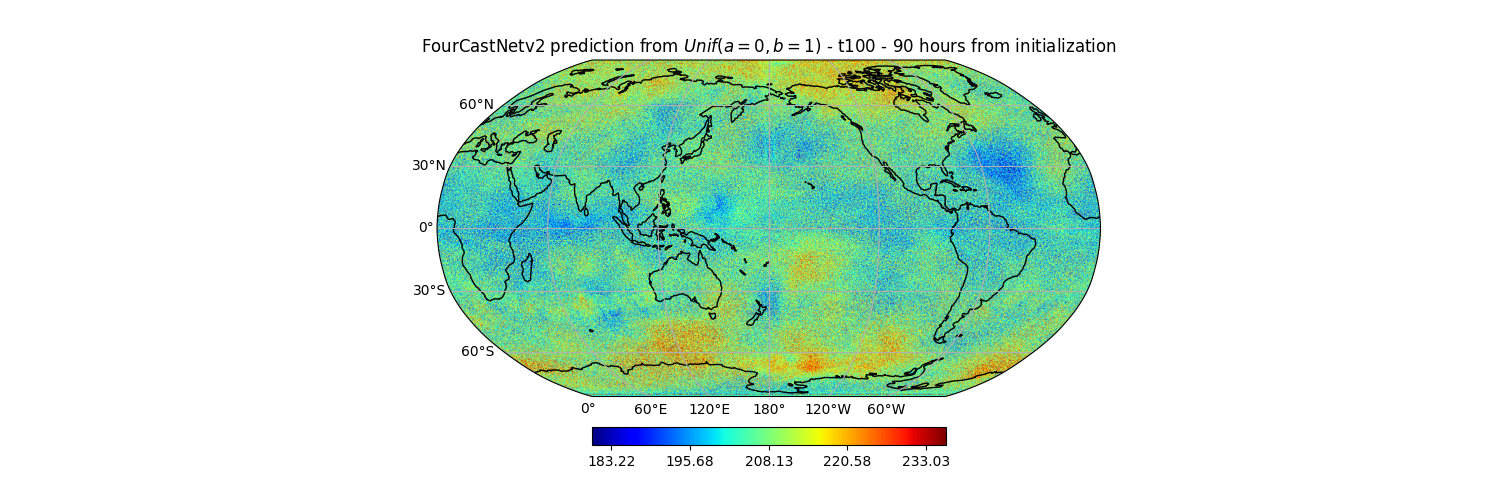 FourCastNetv2 prediction from Unif(a = 0, b = 1) - t100 - 90 hours from initialization
60°N
30°N
0°
30°S
60°S
0° 60°E 120°E 180° 120°W 60°W
183.22 195.68 208.13 220.58 233.03